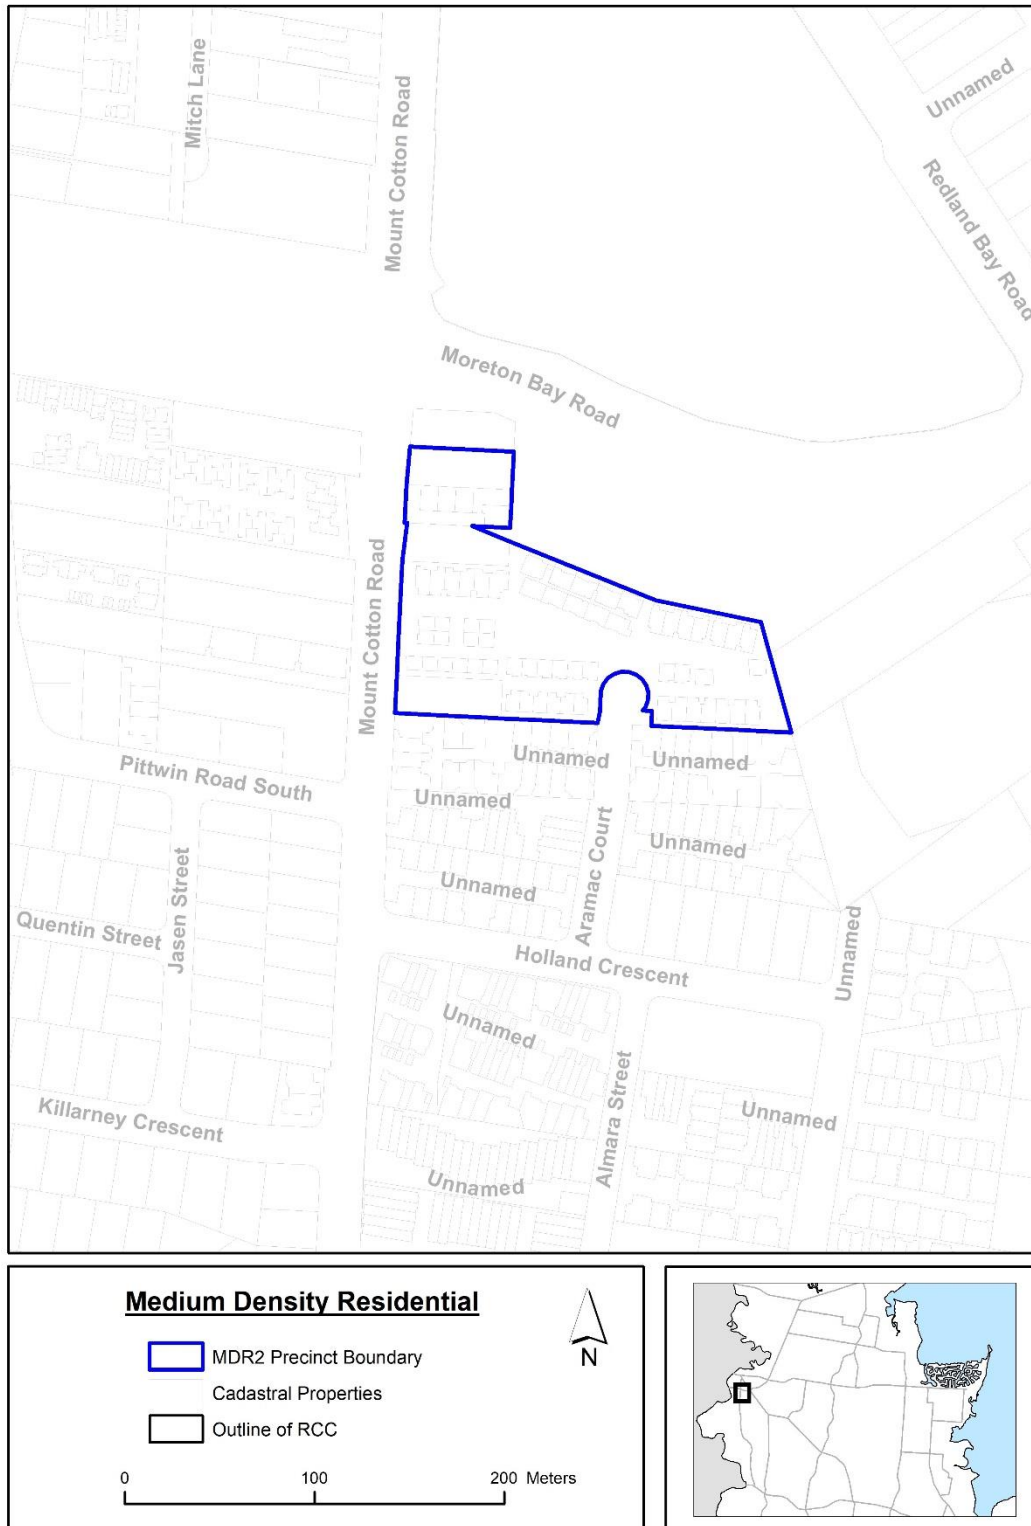 Mitch Lane
Mount Cotton Road
Unnamed
Redland Bay Road
Moreton Bay Road
Mount Cotton Road
Pittwin Road South
Unnamed
Unnamed
Unnamed
Unnamed
Unnamed
Aramac Court
Quentin Street
Jasen Street
Holland Crescent
Unnamed
Unnamed
Almara Street
Unnamed
Killarney Crescent
Unnamed
Medium Density Residential
MDR2 Precinct Boundary
Cadastral Properties
Outline of RCC
N
0 100 200 Meters